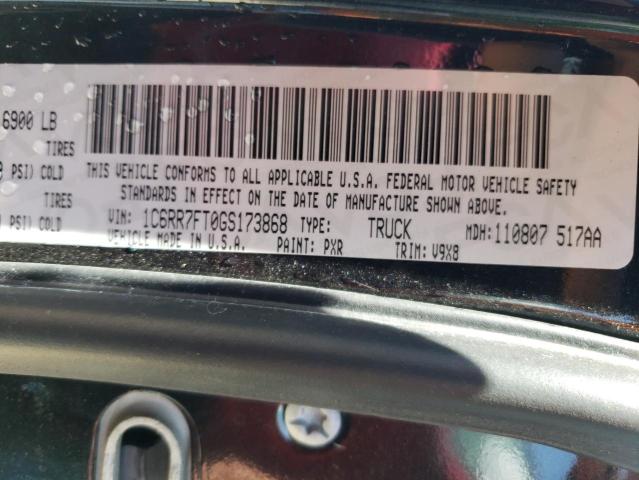 6900 LB
TIRES
PSI) COLD
TIRES
PSI) COLD
THIS VEHICLE CONFORMS TO ALL APPLICABLE U.S.A. FEDERAL MOTOR VEHICLE SAFETY
STANDARDS IN EFFECT ON THE DATE OF MANUFACTURE SHOWN ABOVE.
VIN: 1C6RR7FT0GS173868 TYPE: TRUCK MDH: 110807 517AA
VEHICLE MADE IN U.S.A. PAINT: PXR TRIM: V9X8